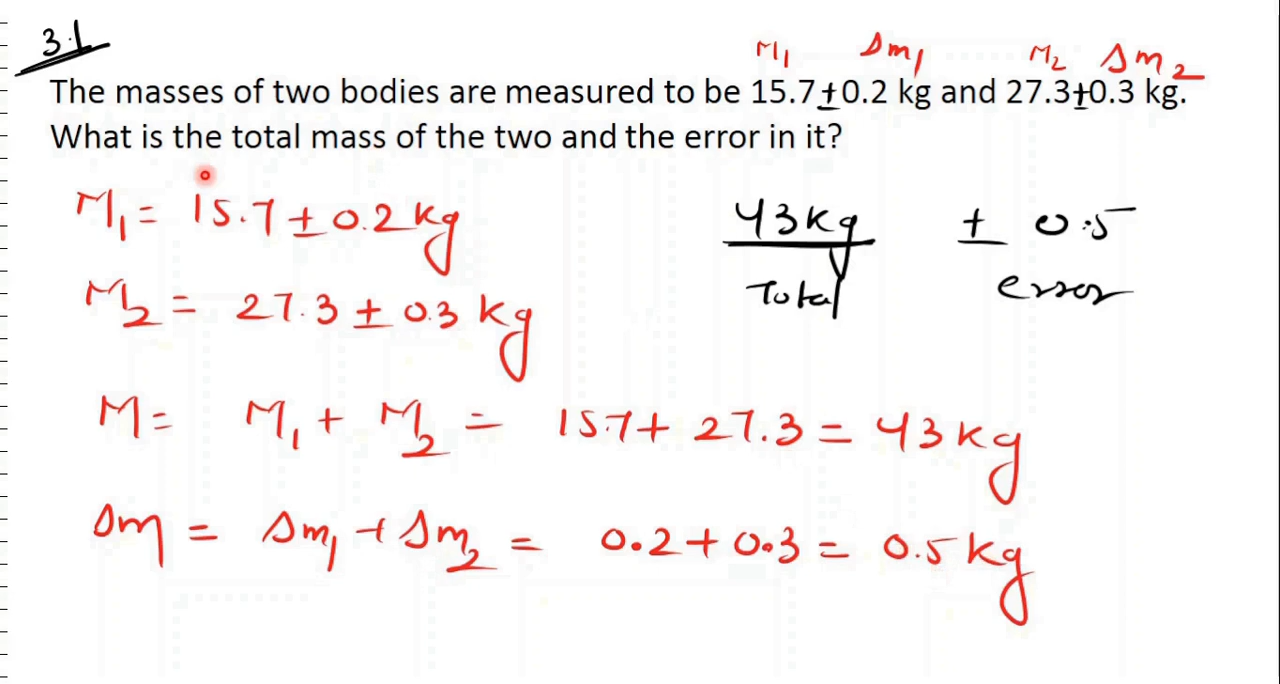 3.1
M₁ Δm₁ M₂ Δm₂
The masses of two bodies are measured to be 15.7±0.2 kg and 27.3±0.3 kg.
What is the total mass of the two and the error in it?
M₁ = 15.7 ± 0.2 kg
43 kg ± 0.5
Total error
M₂ = 27.3 ± 0.3 kg
M = M₁ + M₂ = 15.7 + 27.3 = 43 kg
Δm = Δm₁ + Δm₂ = 0.2 + 0.3 = 0.5 kg